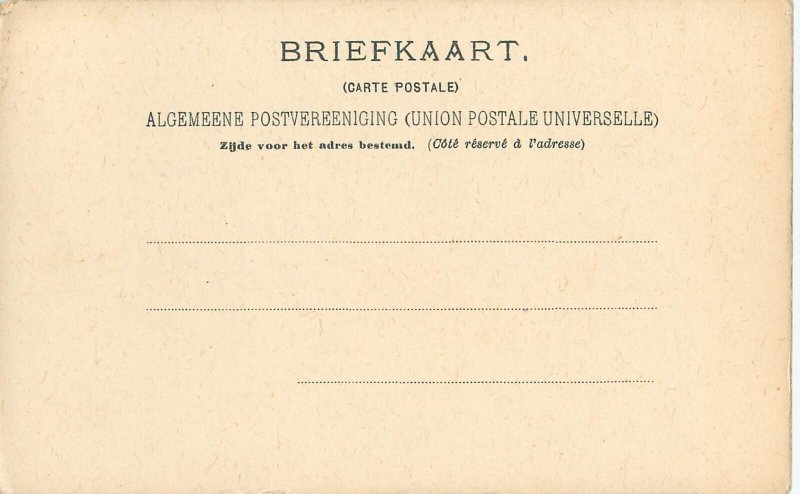 BRIEFKAART.
(CARTE POSTALE)
ALGEMEENE POSTVEREENIGING (UNION POSTALE UNIVERSELLE)
Zijde voor het adres bestemd. (Côté réservé à l'adresse)